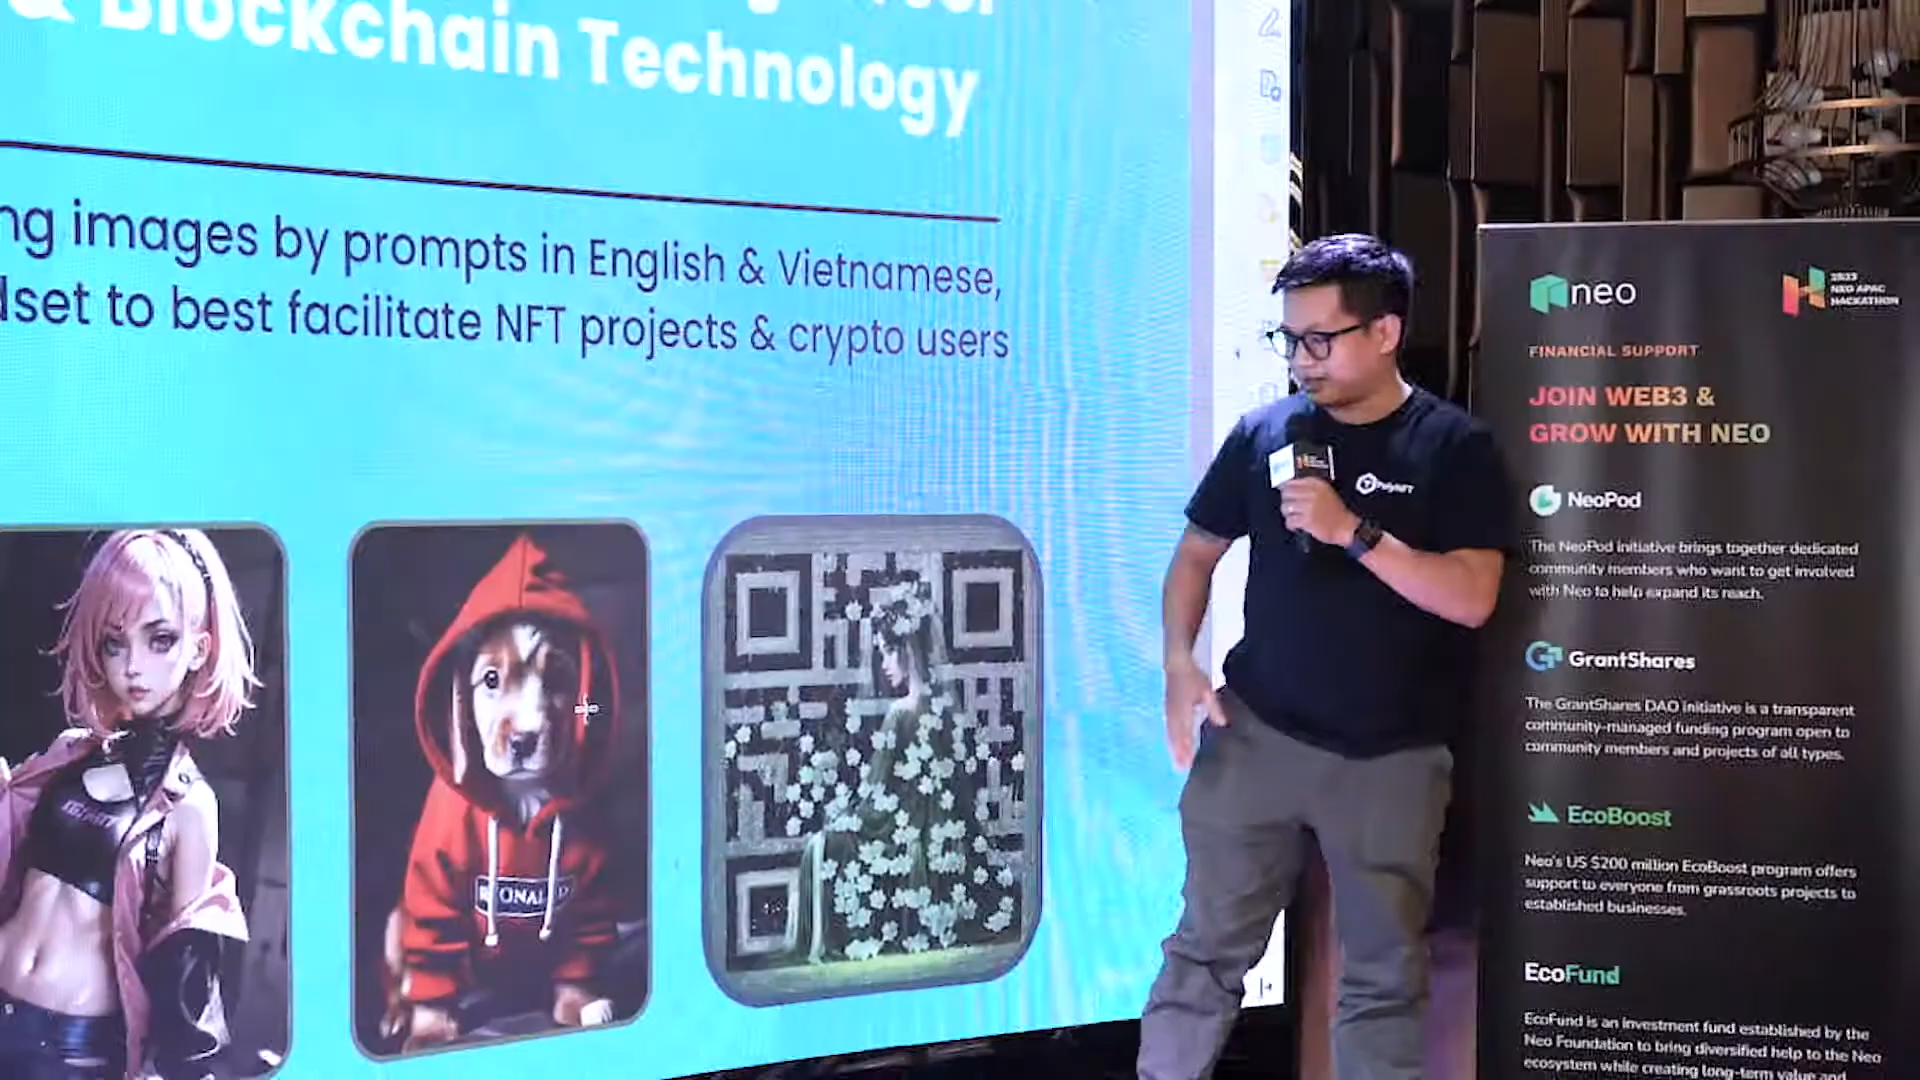 & Blockchain Technology
ng images by prompts in English & Vietnamese,
dset to best facilitate NFT projects & crypto users
neo
2023
NEO APAC
HACKATHON
FINANCIAL SUPPORT
JOIN WEB3 &
GROW WITH NEO
NeoPod
The NeoPod initiative brings together dedicated
community members who want to get involved
with Neo to help expand its reach.
GrantShares
The GrantShares DAO initiative is a transparent
community-managed funding program open to
community members and projects of all types.
EcoBoost
Neo's US $200 million EcoBoost program offers
support to everyone from grassroots projects to
established businesses.
EcoFund
EcoFund is an investment fund established by the
Neo Foundation to bring diversified help to the Neo
ecosystem while creating long-term value and